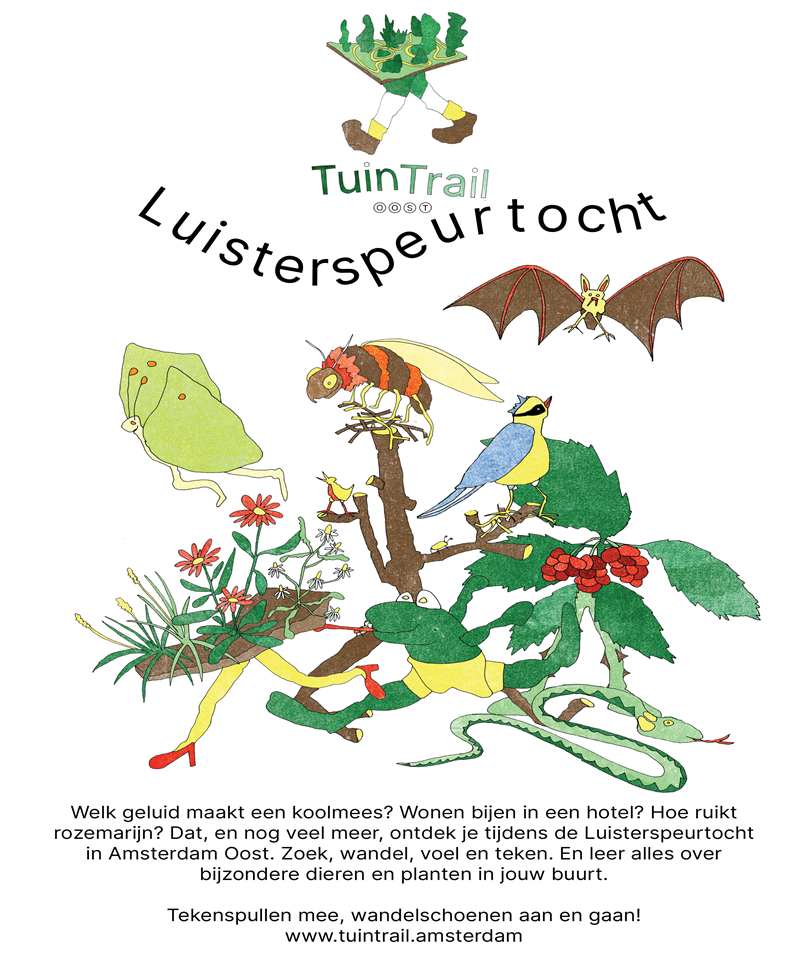 TuinTrail
OOST
Luisterspeurtocht
Welk geluid maakt een koolmees? Wonen bijen in een hotel? Hoe ruikt
rozemarijn? Dat, en nog veel meer, ontdek je tijdens de Luisterspeurtocht
in Amsterdam Oost. Zoek, wandel, voel en teken. En leer alles over
bijzondere dieren en planten in jouw buurt.
Tekenspullen mee, wandelschoenen aan en gaan!
www.tuintrail.amsterdam